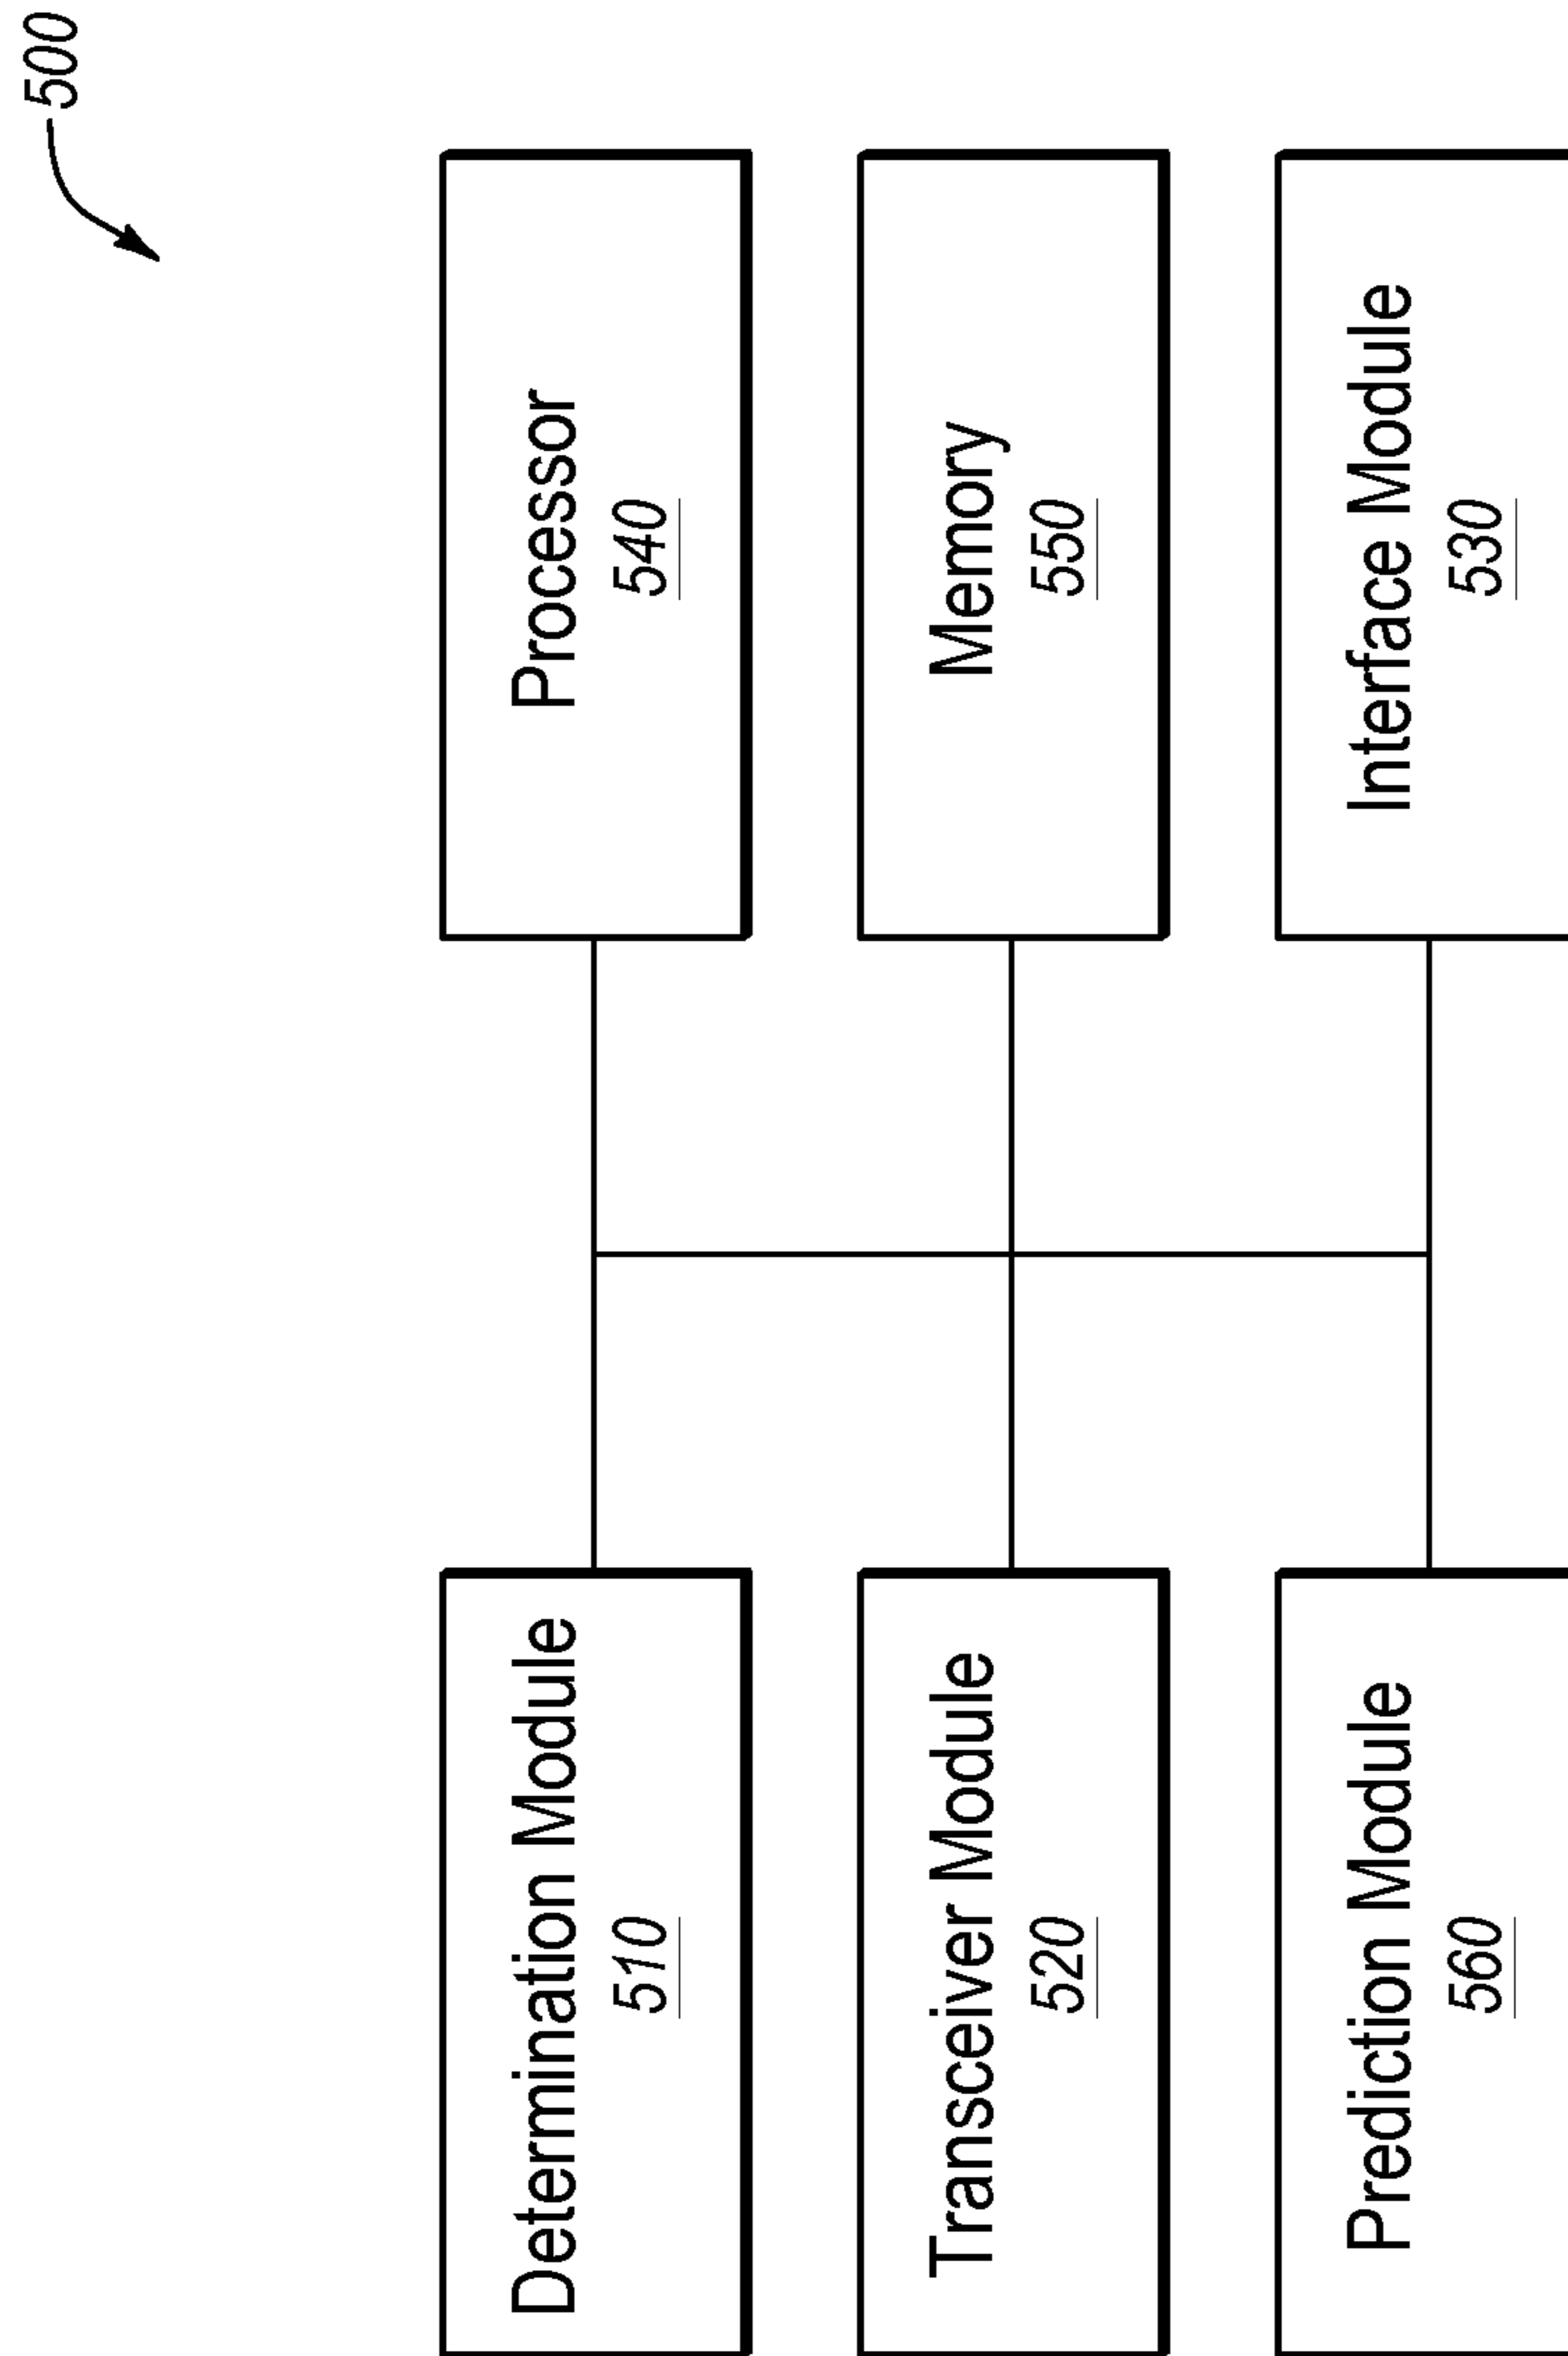 500
Determination Module
510
Processor
540
Transceiver Module
520
Memory
550
Prediction Module
560
Interface Module
530